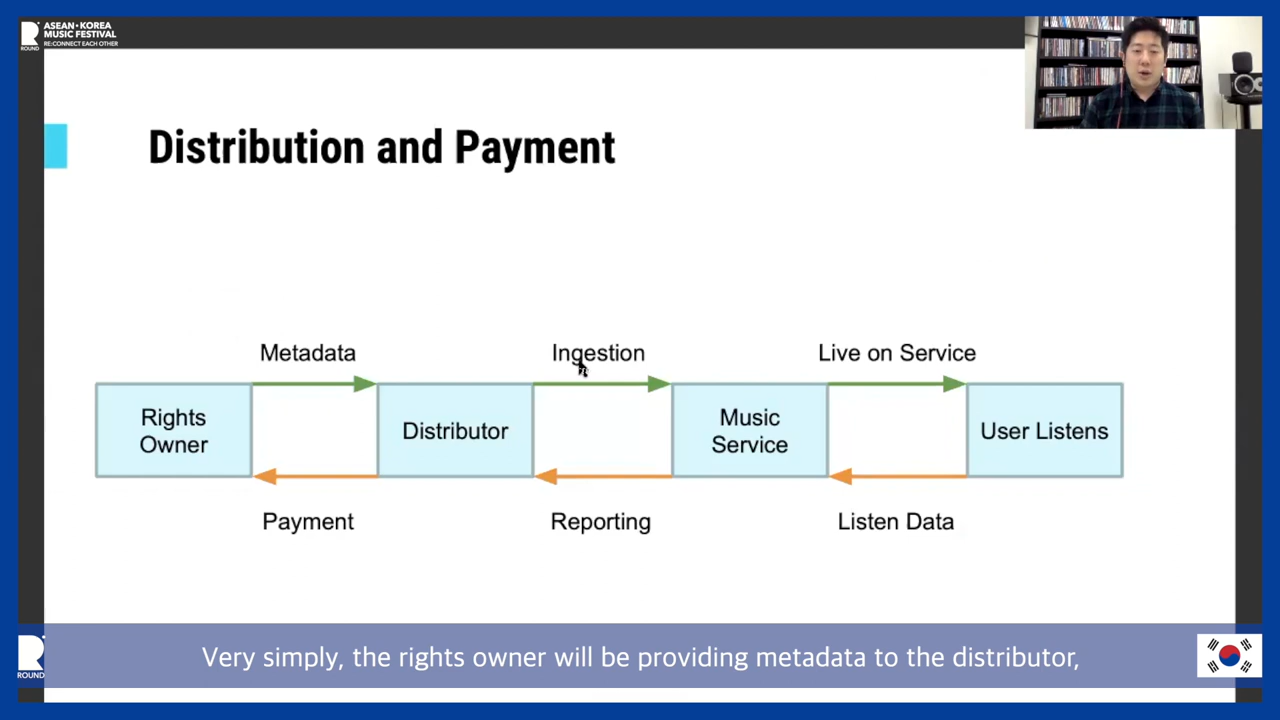 ROUND
ASEAN•KOREA
MUSIC FESTIVAL
RE:CONNECT EACH OTHER
Distribution and Payment
Metadata
Ingestion
Live on Service
Rights
Owner
Distributor
Music
Service
User Listens
Payment
Reporting
Listen Data
Very simply, the rights owner will be providing metadata to the distributor,
ROUND